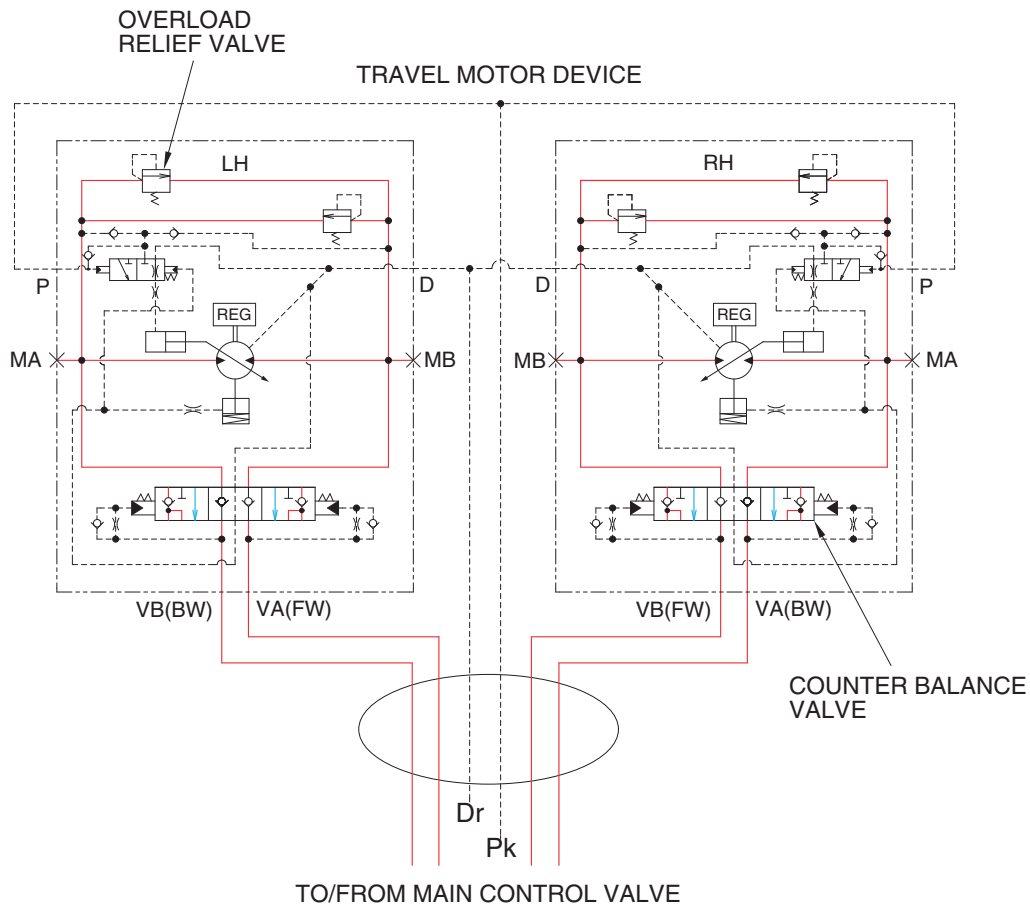 OVERLOAD
RELIEF VALVE
TRAVEL MOTOR DEVICE
LH
RH
P
D
D
P
REG
REG
MA
MB
MB
MA
VB(BW)
VA(FW)
VB(FW)
VA(BW)
COUNTER BALANCE
VALVE
Dr
Pk
TO/FROM MAIN CONTROL VALVE